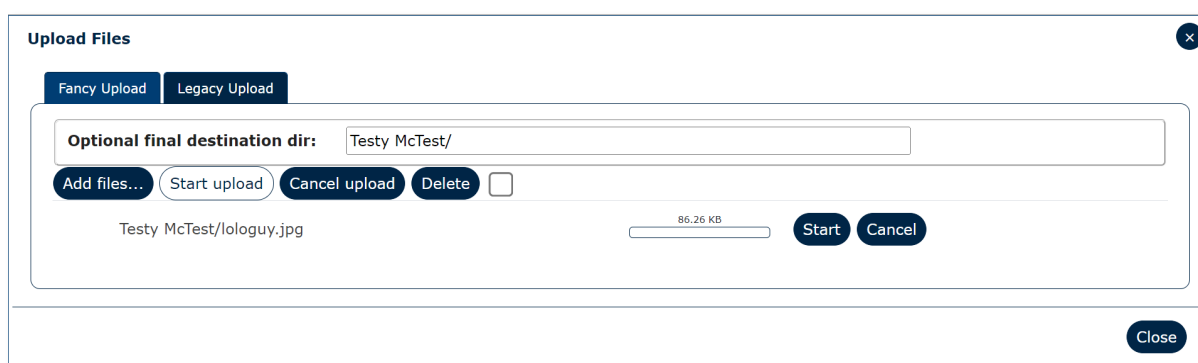 Upload Files
×
Fancy Upload Legacy Upload
Optional final destination dir: Testy McTest/
Add files... Start upload Cancel upload Delete
86.26 KB
Testy McTest/lologuy.jpg Start Cancel
Close